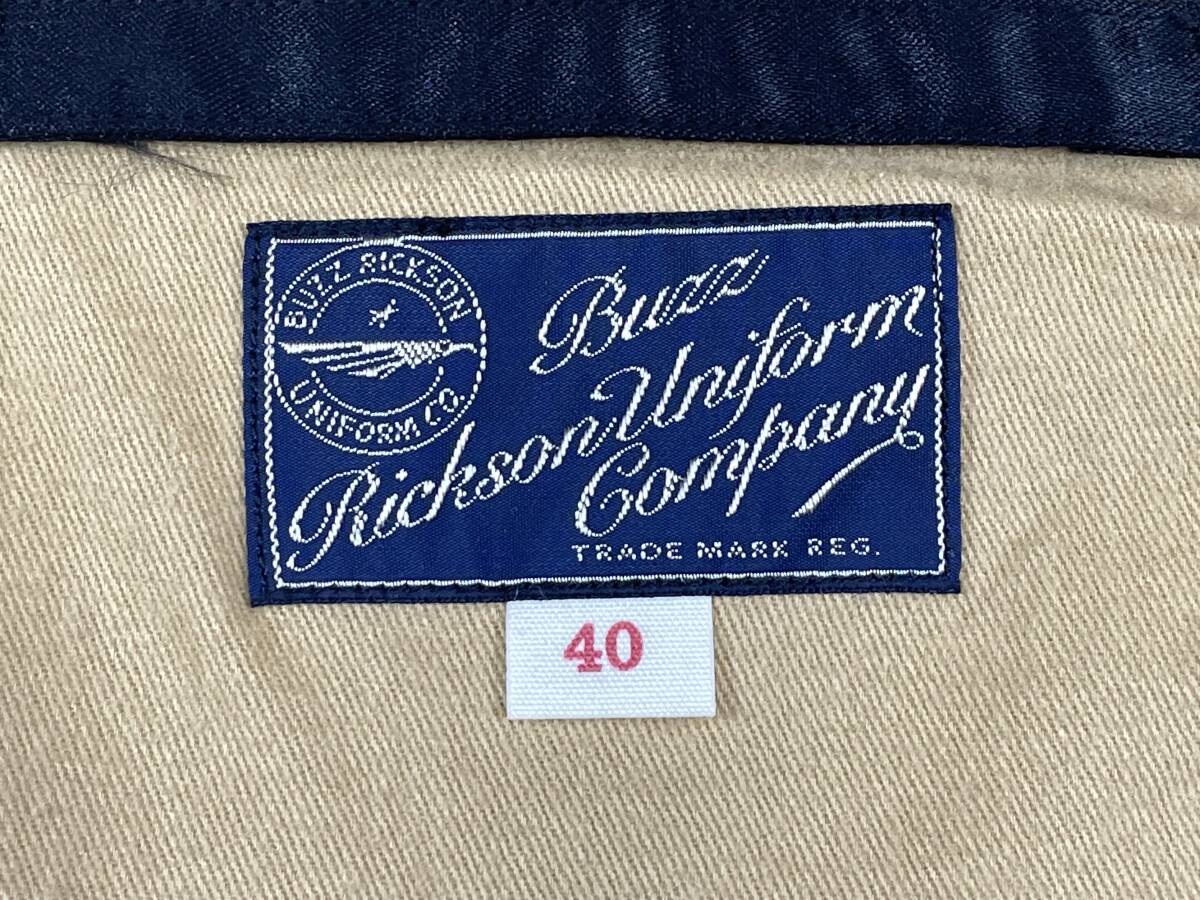 BUZZ RICKSON
UNIFORM CO.
Buzz
Rickson Uniform
Company
TRADE MARK REG.
40